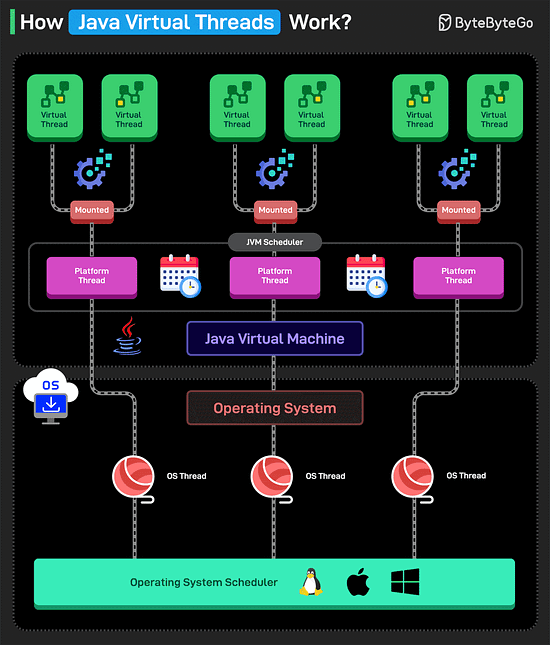 How Java Virtual Threads Work?
ByteByteGo
Virtual
Thread
Virtual
Thread
Virtual
Thread
Virtual
Thread
Virtual
Thread
Virtual
Thread
Mounted
Mounted
Mounted
JVM Scheduler
Platform
Thread
Platform
Thread
Platform
Thread
Java Virtual Machine
OS
Operating System
OS Thread
OS Thread
OS Thread
Operating System Scheduler